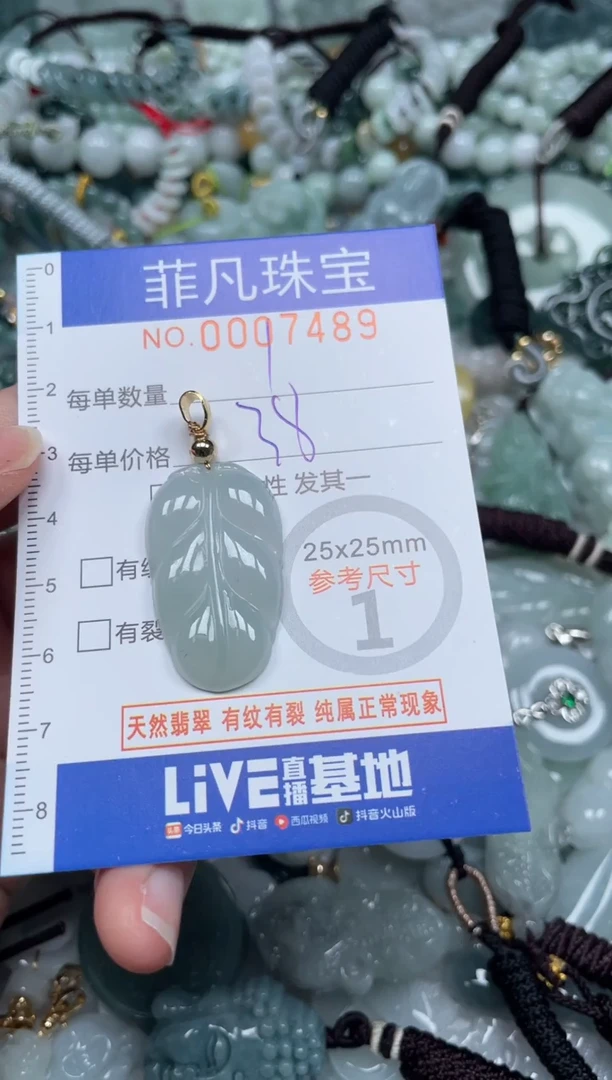 0
菲凡珠宝
1
NO.0007489
2
每单数量 1
3
每单价格 38
性 发其一
4
25x25mm
5
有
参考尺寸
1
6
有裂
7
天然翡翠 有纹有裂 纯属正常现象
LiVE直播基地
8
头条 今日头条 抖音 西瓜视频 抖音火山版